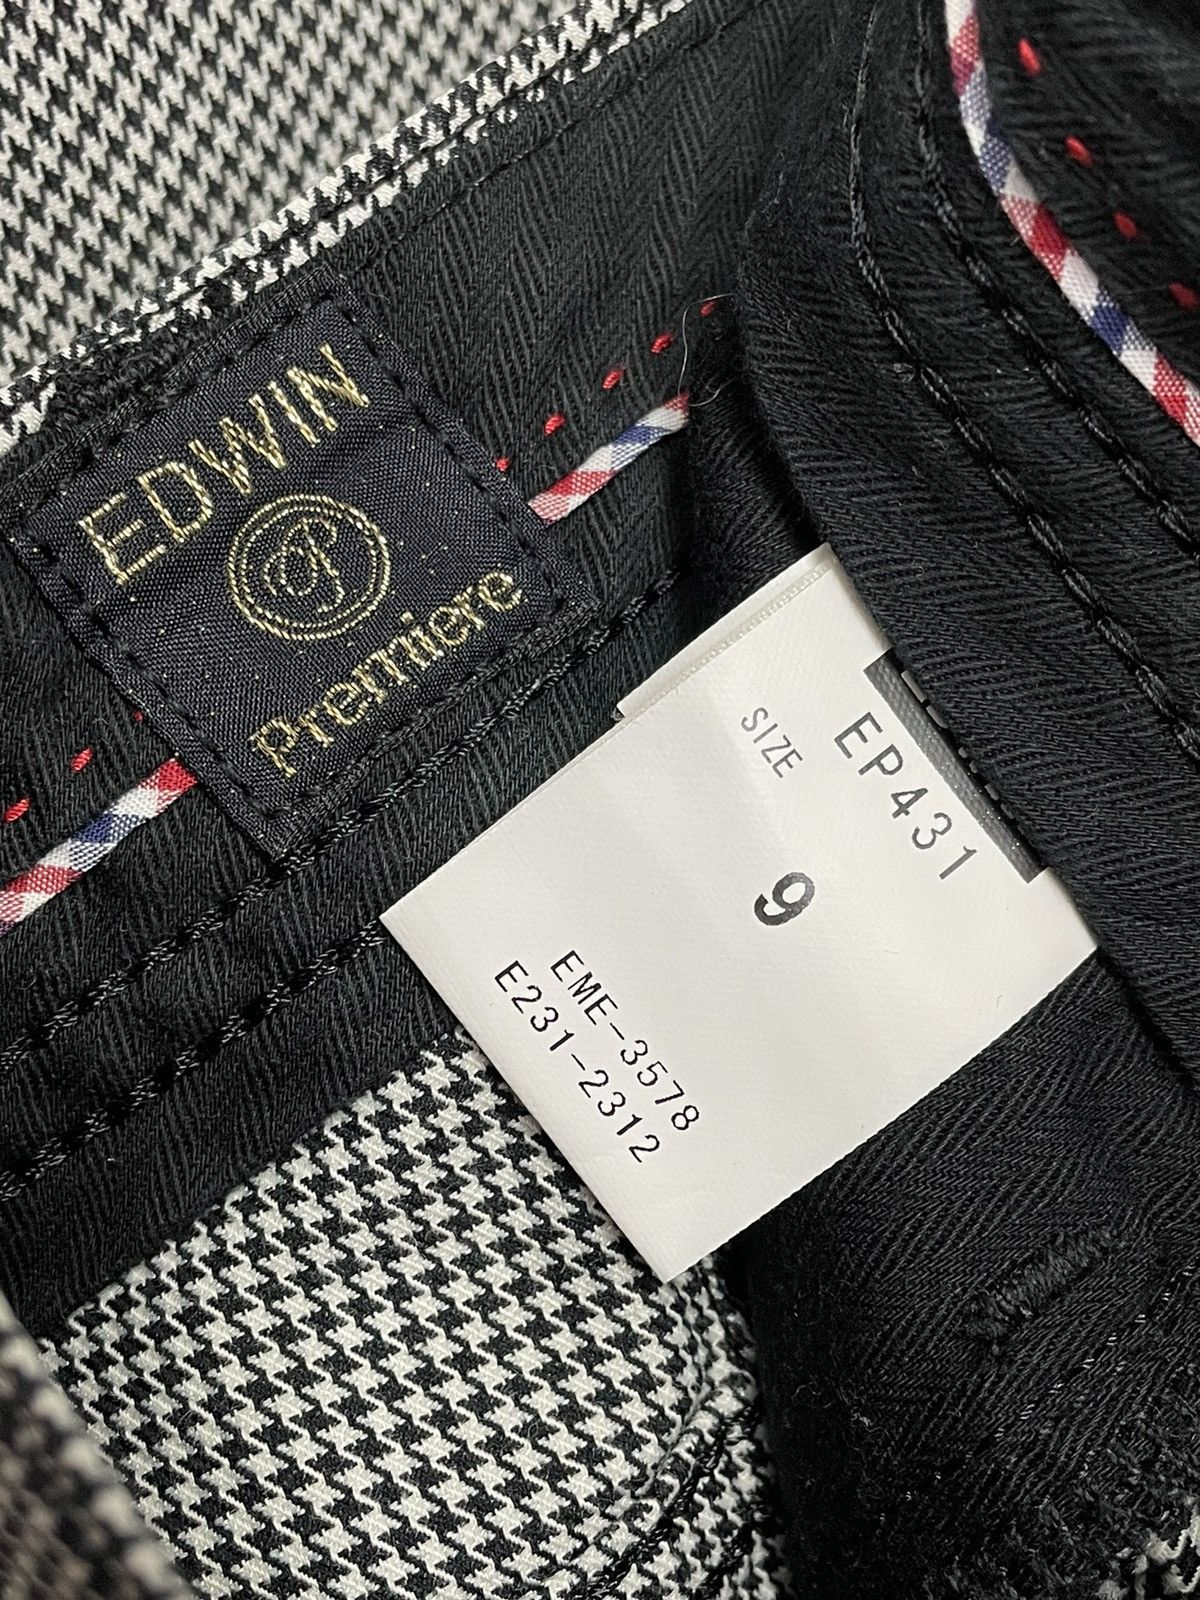 EDWIN
P
Premiere
EP431
SIZE
9
EME-3578
E231-2312